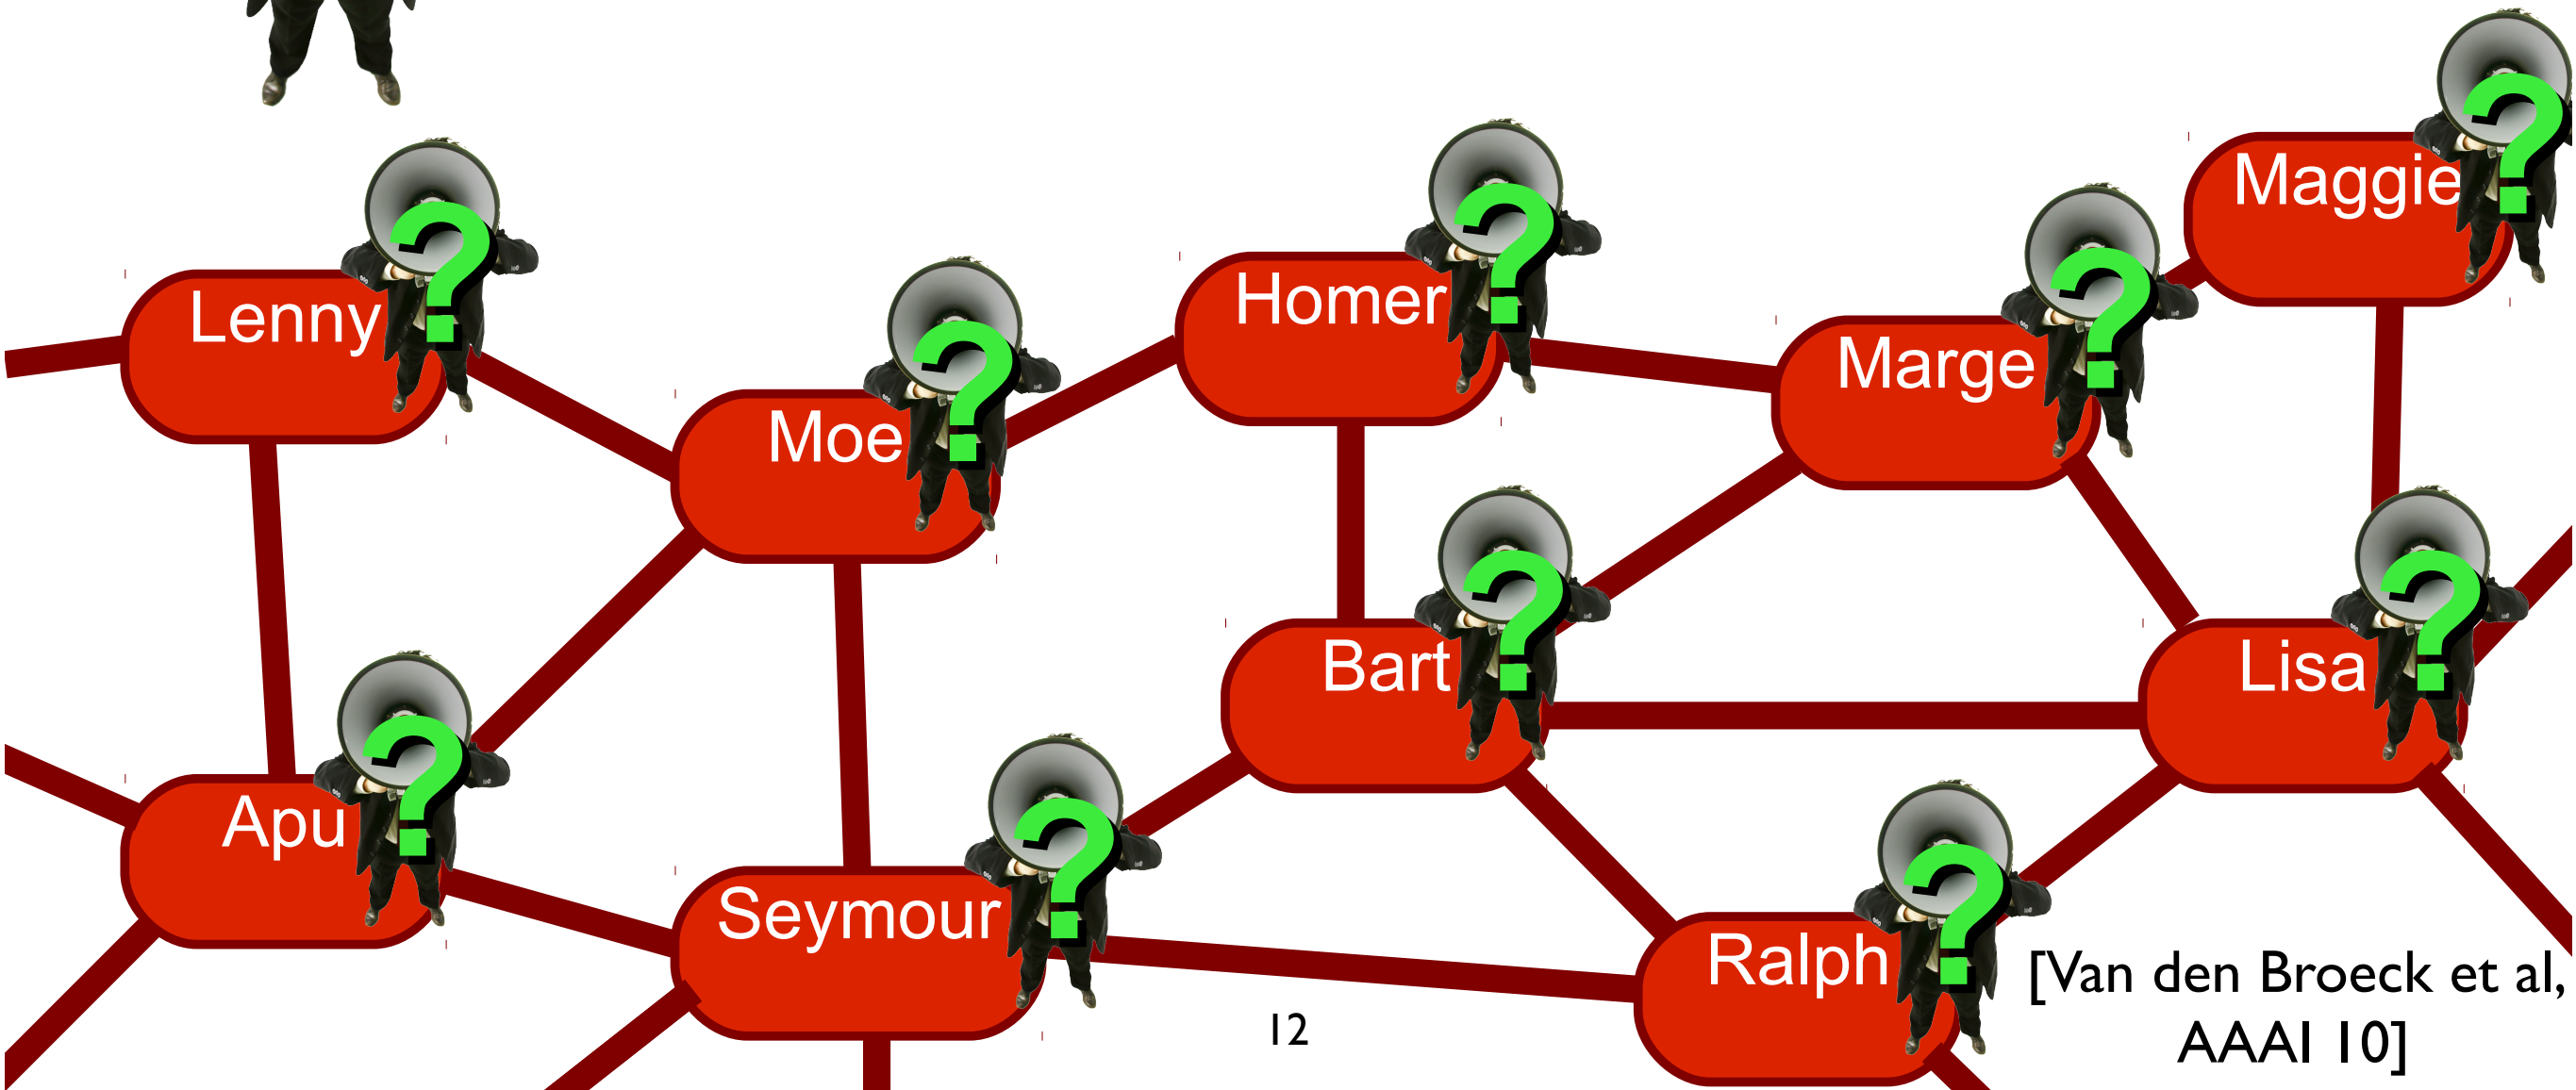 Maggie
?
Lenny
?
Homer
?
Marge
?
Moe
?
?
Bart
?
Lisa
?
Apu
?
Seymour
?
Ralph
?
[Van den Broeck et al,
AAAI 10]
12